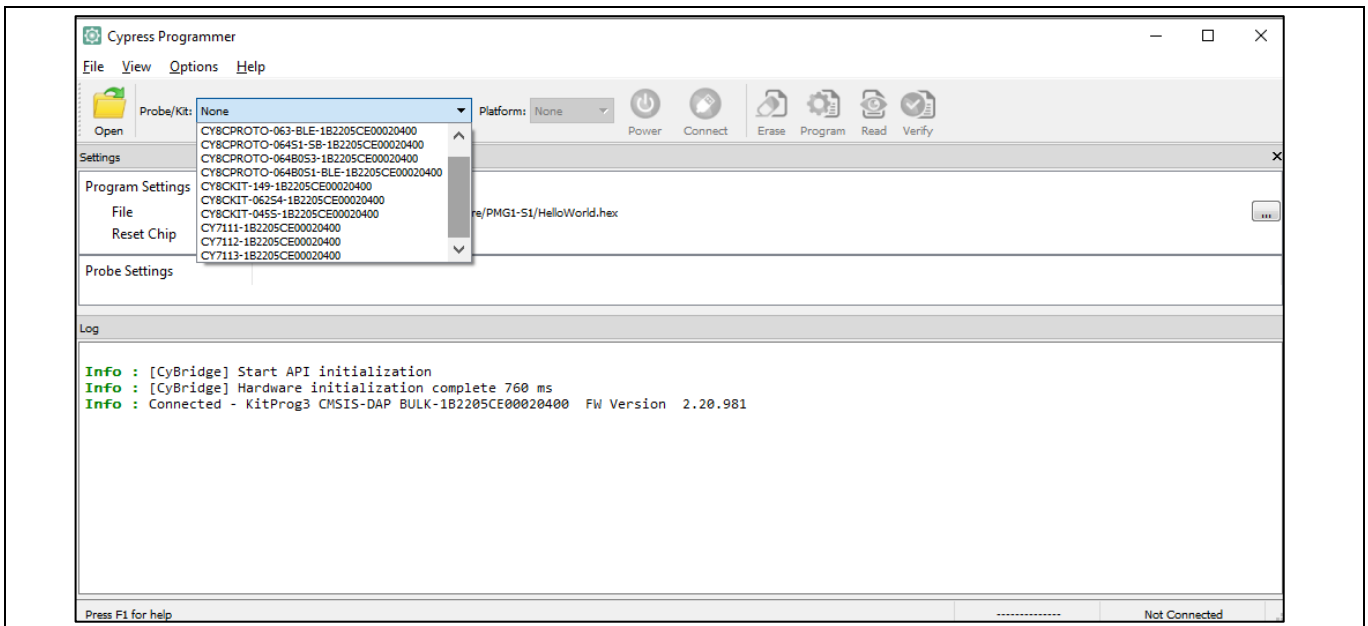 Cypress Programmer
File View Options Help
Open
Probe/Kit: None
Platform: None
Power Connect Erase Program Read Verify
CY8CPROTO-063-BLE-1B2205CE00020400
CY8CPROTO-064S1-SB-1B2205CE00020400
CY8CPROTO-064B0S3-1B2205CE00020400
CY8CPROTO-064B0S1-BLE-1B2205CE00020400
CY8CKIT-149-1B2205CE00020400
CY8CKIT-062S4-1B2205CE00020400
CY8CKIT-045S-1B2205CE00020400
CY7111-1B2205CE00020400
CY7112-1B2205CE00020400
CY7113-1B2205CE00020400
Settings
Program Settings
File re/PMG1-S1/HelloWorld.hex ...
Reset Chip
Probe Settings
Log
Info : [CyBridge] Start API initialization
Info : [CyBridge] Hardware initialization complete 760 ms
Info : Connected - KitProg3 CMSIS-DAP BULK-1B2205CE00020400 FW Version 2.20.981
Press F1 for help -------------- Not Connected